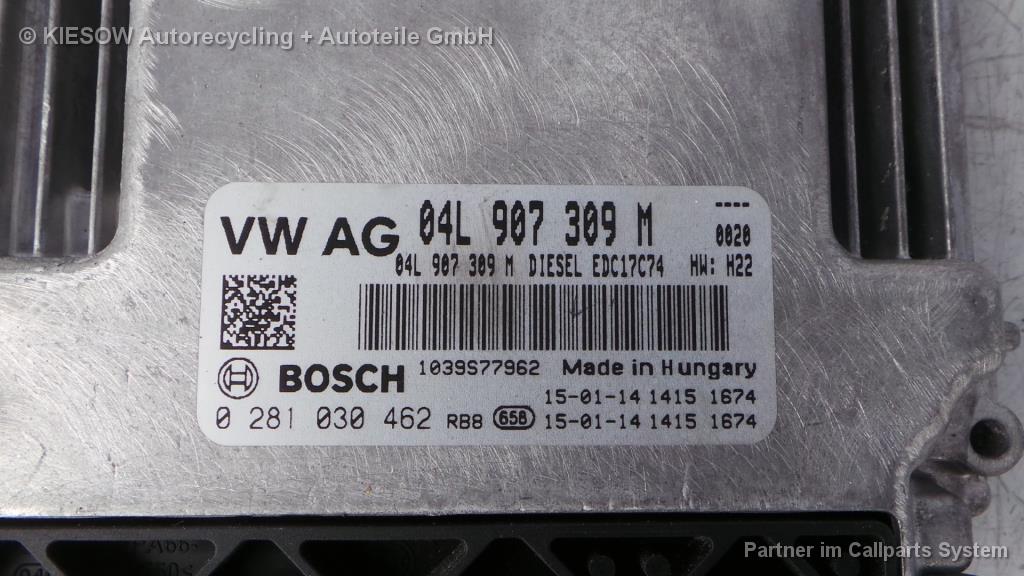 © KIESOW Autorecycling + Autoteile GmbH
VW AG 04L 907 309 M ----
0020
04L 907 309 M DIESEL EDC17C74 HW: H22
1039S77962 Made in Hungary
BOSCH
15-01-14 1415 1674
0 281 030 462 RB8 658 15-01-14 1415 1674
Partner im Callparts System